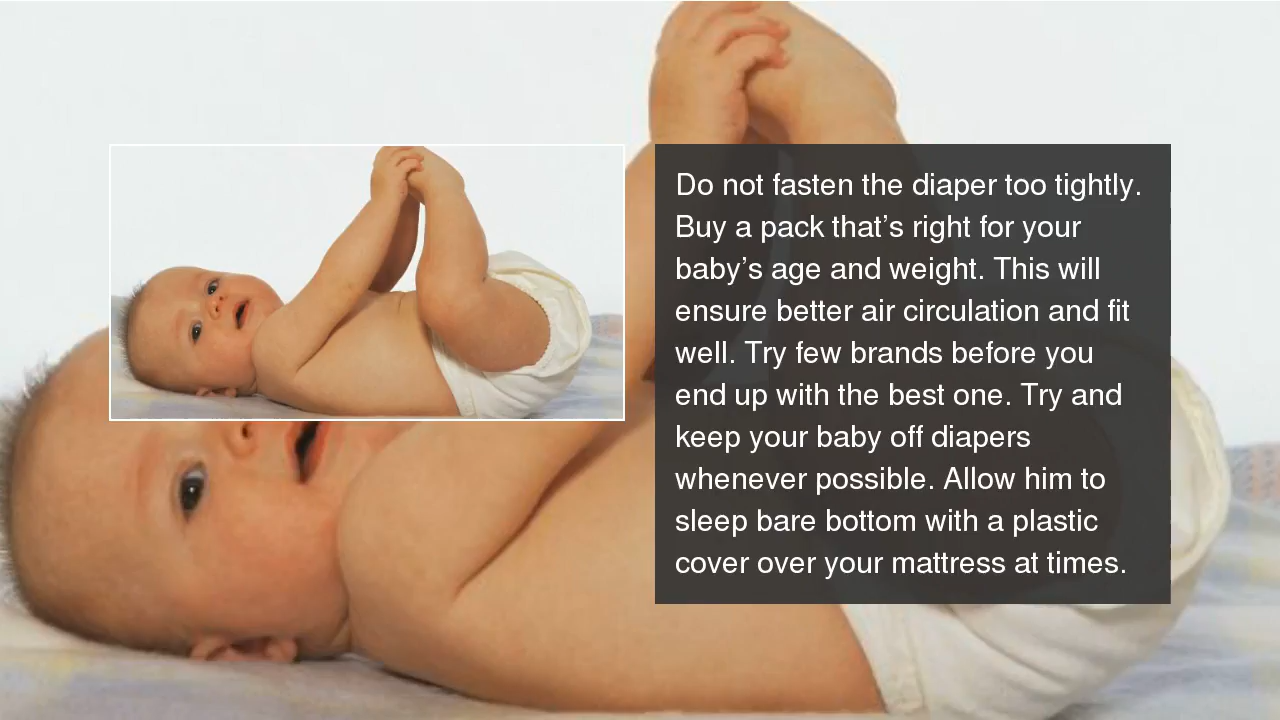 Do not fasten the diaper too tightly.
Buy a pack that’s right for your
baby’s age and weight. This will
ensure better air circulation and fit
well. Try few brands before you
end up with the best one. Try and
keep your baby off diapers
whenever possible. Allow him to
sleep bare bottom with a plastic
cover over your mattress at times.